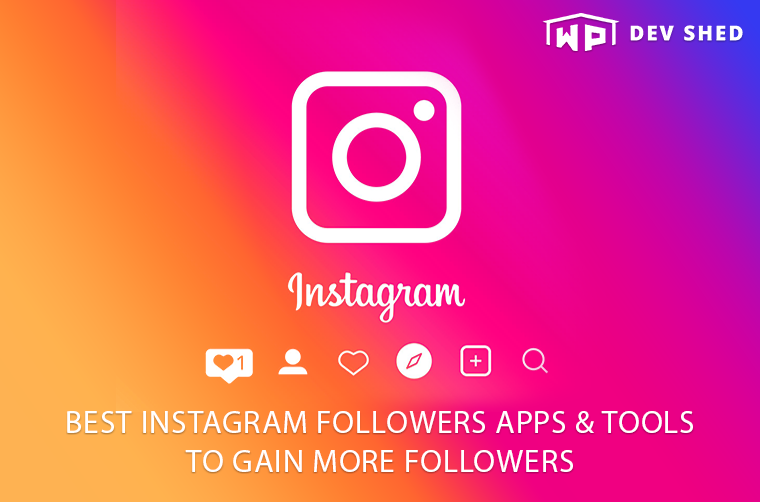 WP DEV SHED
Instagram
1
BEST INSTAGRAM FOLLOWERS APPS & TOOLS
TO GAIN MORE FOLLOWERS